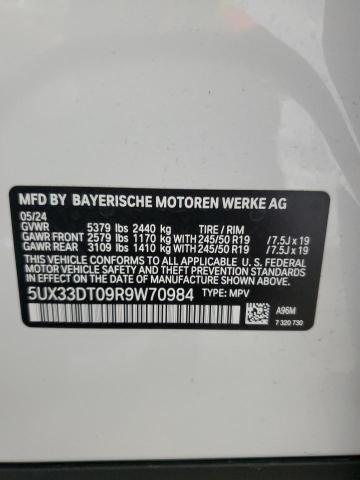 MFD BY BAYERISCHE MOTOREN WERKE AG
05/24
GVWR 5379 lbs 2440 kg TIRE / RIM
GAWR FRONT 2579 lbs 1170 kg WITH 245/50 R19 / 7.5J x 19
GAWR REAR 3109 lbs 1410 kg WITH 245/50 R19 / 7.5J x 19
THIS VEHICLE CONFORMS TO ALL APPLICABLE
U.S. FEDERAL MOTOR VEHICLE SAFETY, BUMPER, AND THEFT
PREVENTION STANDARDS IN EFFECT ON THE DATE OF
MANUFACTURE SHOWN ABOVE.
5UX33DT09R9W70984 TYPE: MPV
A96M
7 320 730